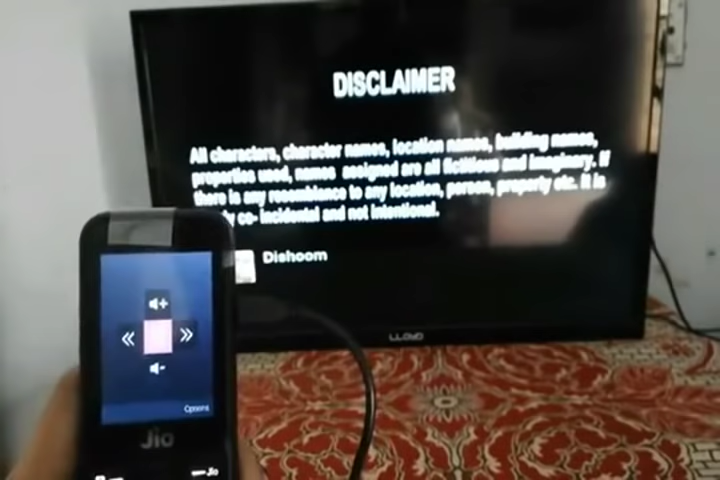 DISCLAIMER
All characters, character names, location names, building names,
properties used, names assigned are all fictitious and imaginary. If
there is any resemblance to any location, person, property etc. It is
co- incidental and not intentional.
Dishoom
LLOYD
Options
Jio
Jio